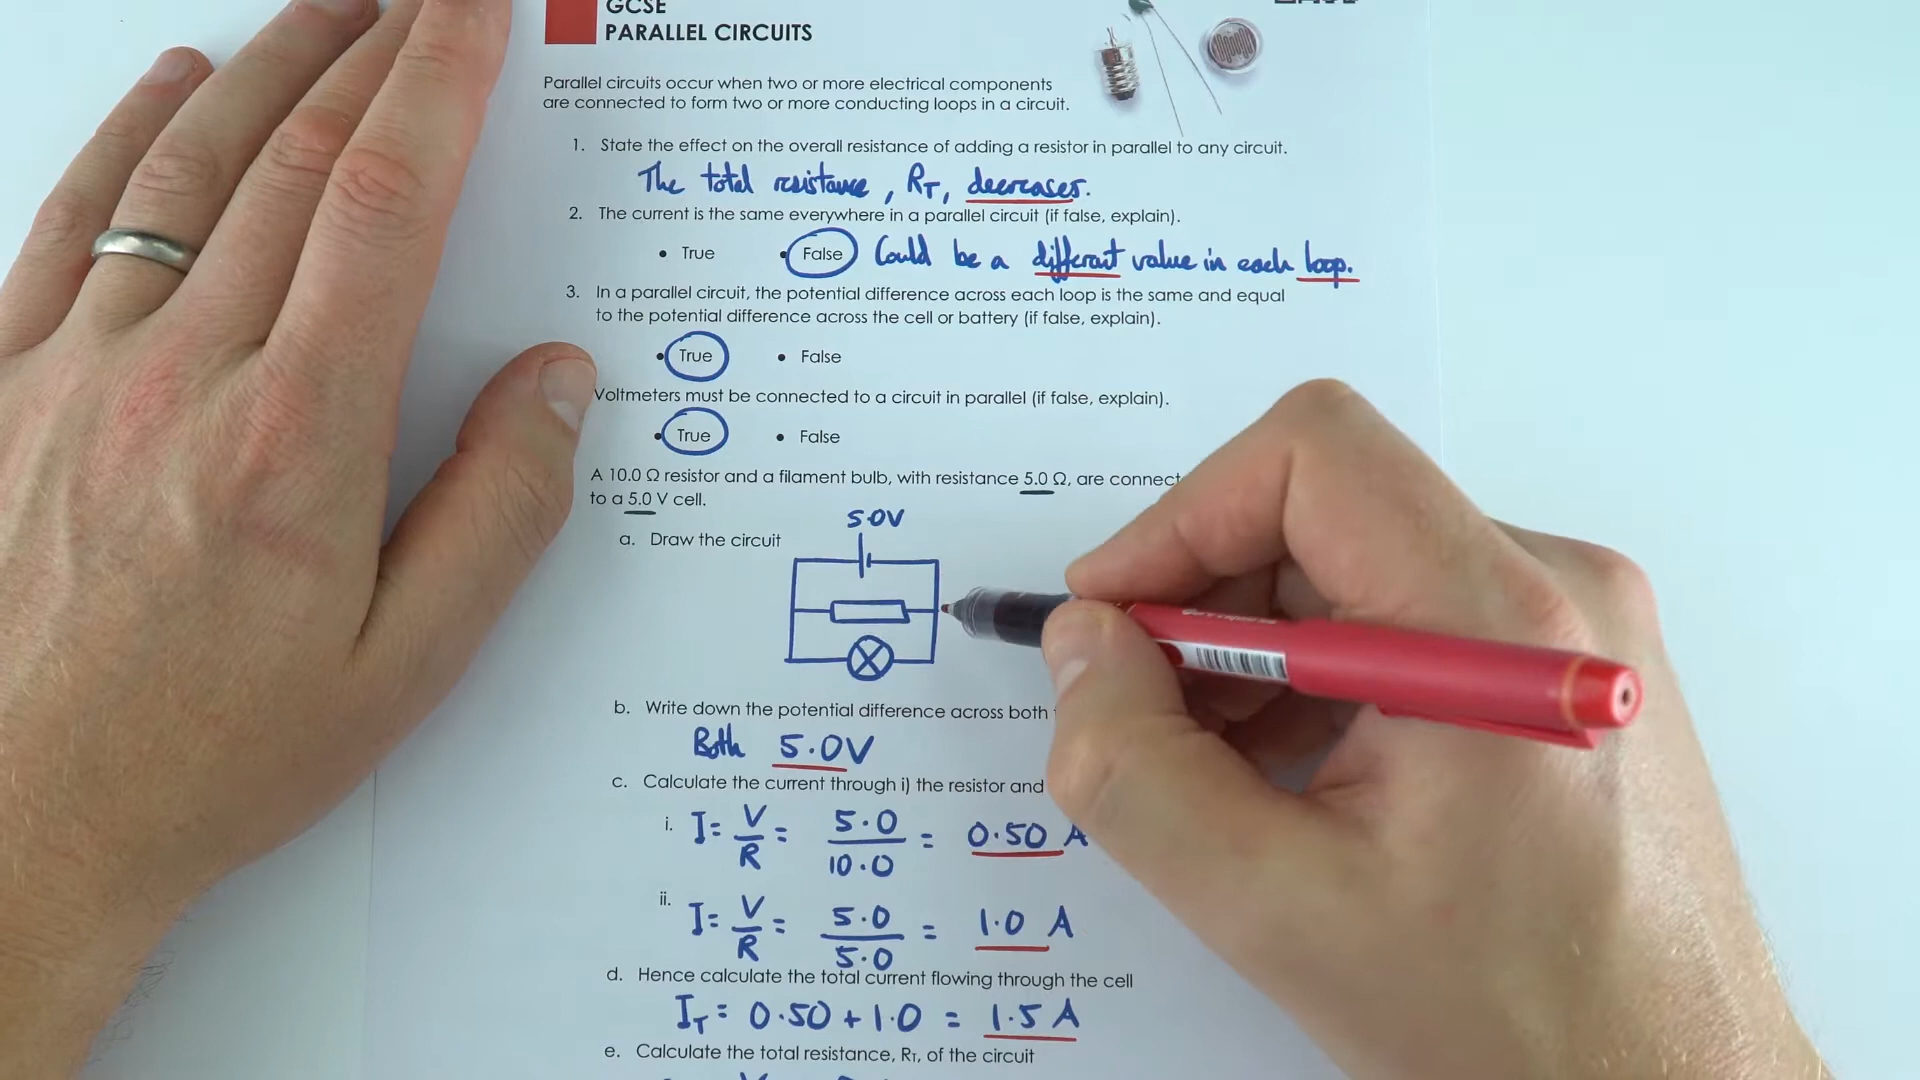 GCSE
PARALLEL CIRCUITS
Parallel circuits occur when two or more electrical components
are connected to form two or more conducting loops in a circuit.
1. State the effect on the overall resistance of adding a resistor in parallel to any circuit.
The total resistance, RT, decreases.
2. The current is the same everywhere in a parallel circuit (if false, explain).
• True • False Could be a different value in each loop.
3. In a parallel circuit, the potential difference across each loop is the same and equal
to the potential difference across the cell or battery (if false, explain).
• True • False
Voltmeters must be connected to a circuit in parallel (if false, explain).
• True • False
A 10.0 Ω resistor and a filament bulb, with resistance 5.0 Ω, are connect
to a 5.0 V cell.
5.0V
a. Draw the circuit
b. Write down the potential difference across both
Both 5.0V
c. Calculate the current through i) the resistor and
i. I = V/R = 5.0/10.0 = 0.50 A
ii. I = V/R = 5.0/5.0 = 1.0 A
d. Hence calculate the total current flowing through the cell
IT = 0.50 + 1.0 = 1.5 A
e. Calculate the total resistance, RT, of the circuit